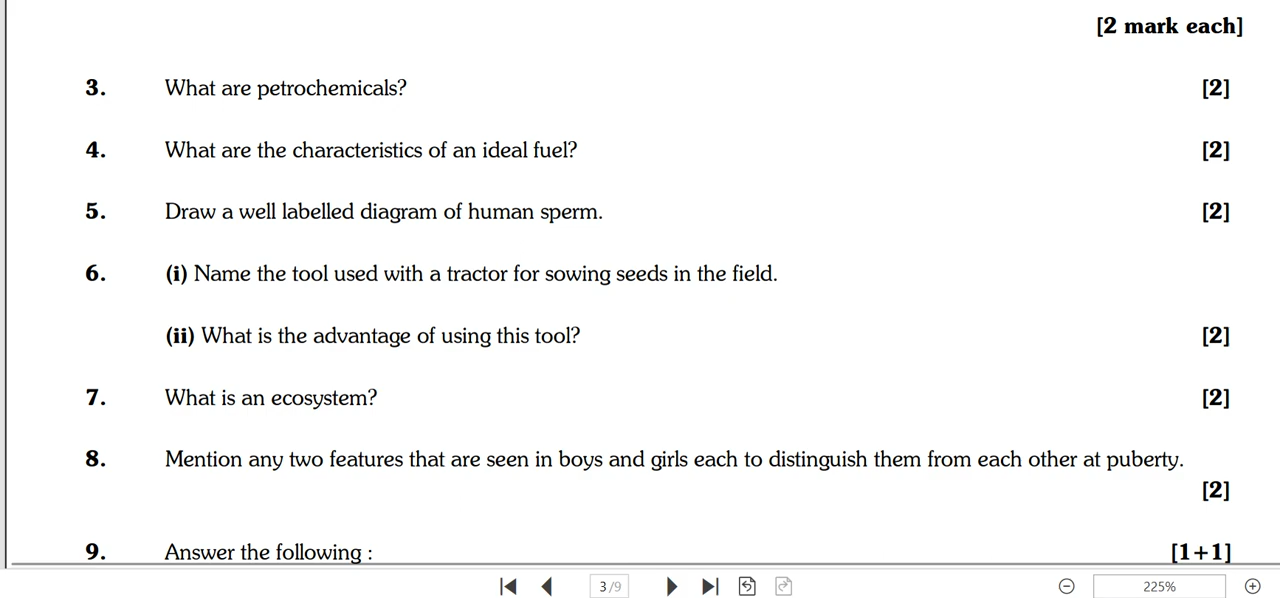 [2 mark each]
3. What are petrochemicals? [2]
4. What are the characteristics of an ideal fuel? [2]
5. Draw a well labelled diagram of human sperm. [2]
6. (i) Name the tool used with a tractor for sowing seeds in the field.
(ii) What is the advantage of using this tool? [2]
7. What is an ecosystem? [2]
8. Mention any two features that are seen in boys and girls each to distinguish them from each other at puberty.
[2]
9. Answer the following : [1+1]
3 /9 225%